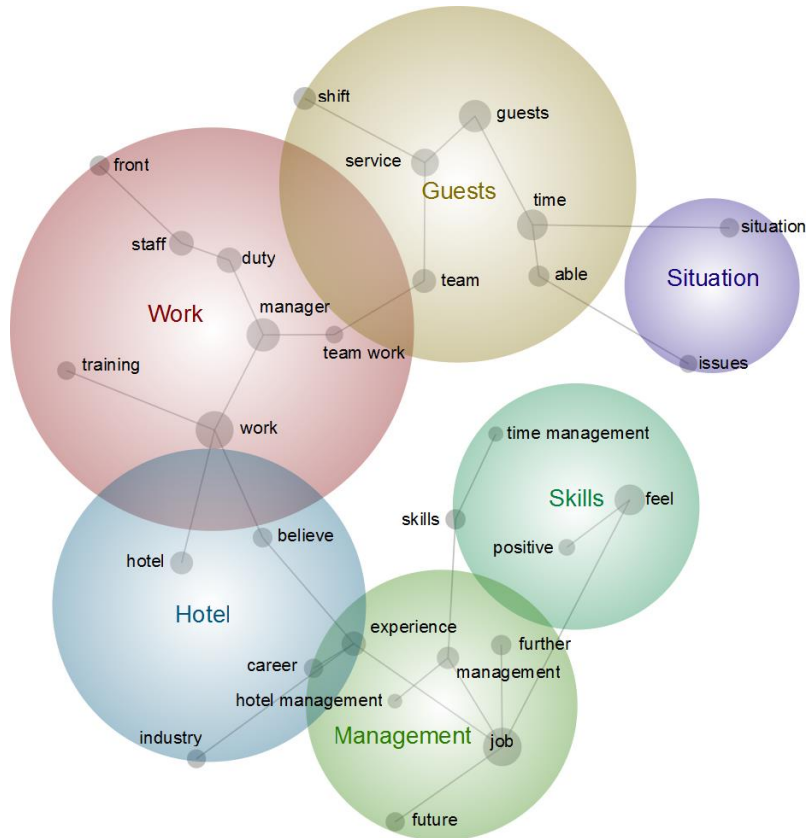 shift
guests
front
service
Guests
time
situation
staff
duty
team
able
Situation
manager
Work
team work
training
issues
work
time management
Skills
feel
skills
believe
positive
hotel
Hotel
experience
further
career
management
hotel management
industry
Management
job
future